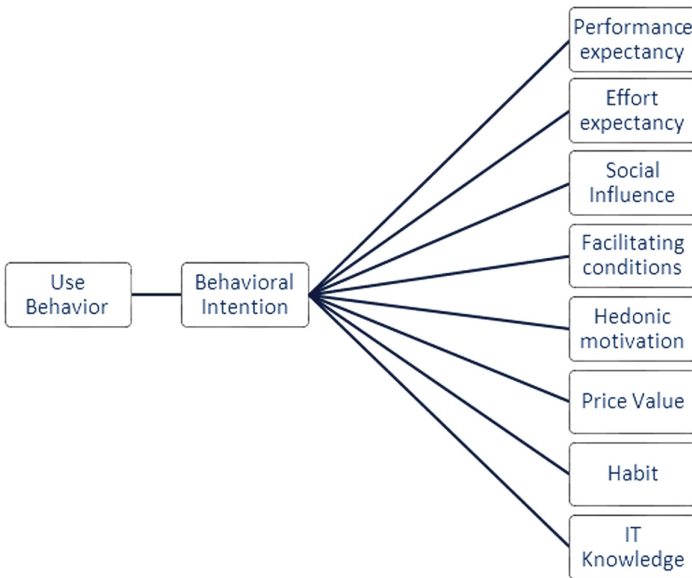 Performance
expectancy
Effort
expectancy
Social
Influence
Facilitating
conditions
Use
Behavior
Behavioral
Intention
Hedonic
motivation
Price Value
Habit
IT
Knowledge